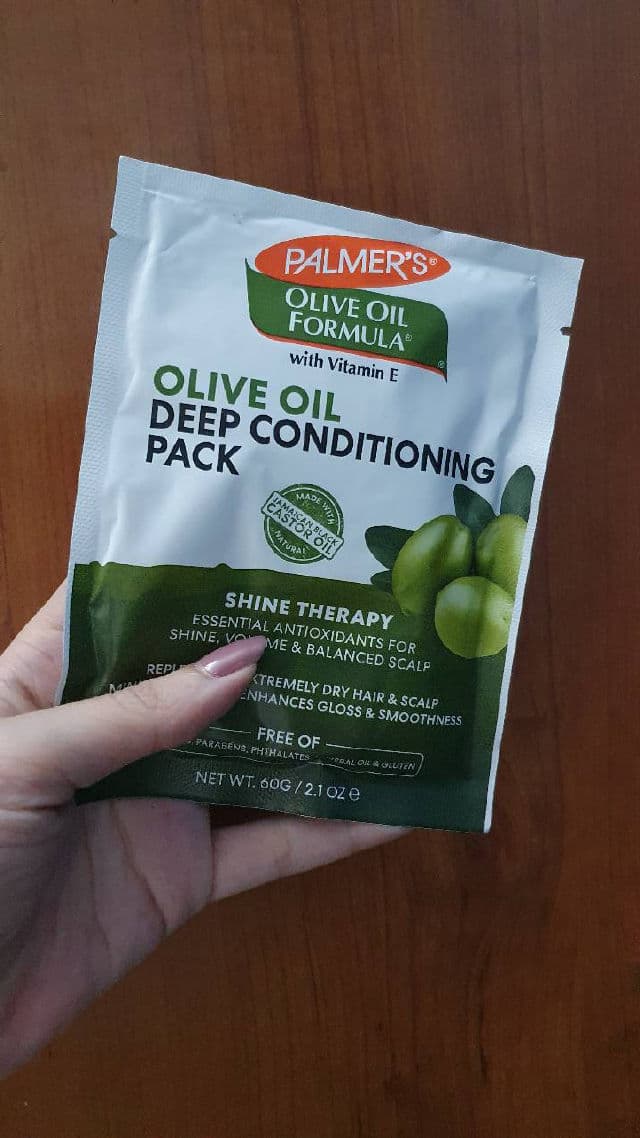 PALMER'S®
OLIVE OIL
FORMULA®
with Vitamin E
OLIVE OIL
DEEP CONDITIONING
PACK
MADE WITH
JAMAICAN BLACK
CASTOR OIL
NATURAL
SHINE THERAPY
ESSENTIAL ANTIOXIDANTS FOR
SHINE, & BALANCED SCALP
DRY HAIR & SCALP
ENHANCES GLOSS & SMOOTHNESS
FREE OF
PARABENS, PHTHALATES OIL & GLUTEN
NET WT. 60G / 2.1 OZ e